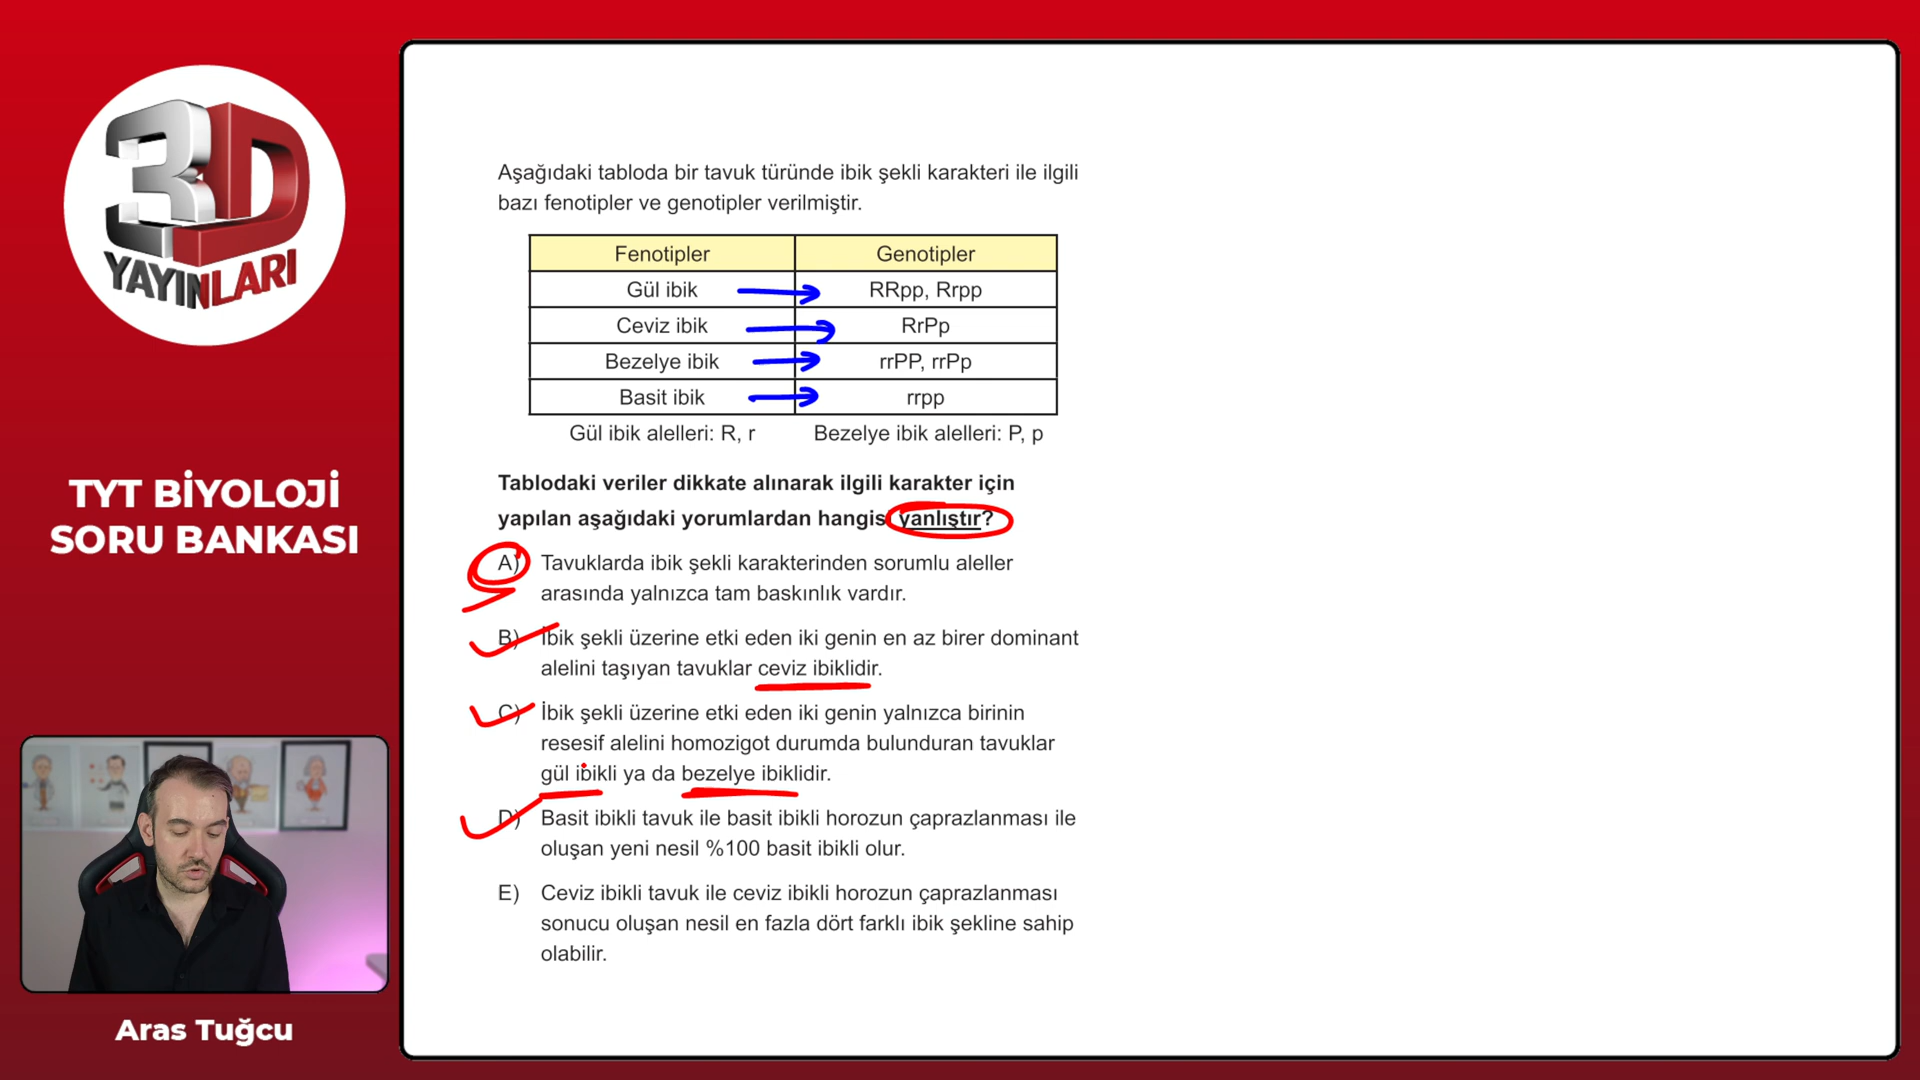 3D
YAYINLARI
TYT BİYOLOJİ
SORU BANKASI
Aras Tuğcu
Aşağıdaki tabloda bir tavuk türünde ibik şekli karakteri ile ilgili
bazı fenotipler ve genotipler verilmiştir.
Fenotipler Genotipler
Gül ibik RRpp, Rrpp
Ceviz ibik RrPp
Bezelye ibik rrPP, rrPp
Basit ibik rrpp
Gül ibik alelleri: R, r Bezelye ibik alelleri: P, p
Tablodaki veriler dikkate alınarak ilgili karakter için
yapılan aşağıdaki yorumlardan hangisi yanlıştır?
A) Tavuklarda ibik şekli karakterinden sorumlu aleller
arasında yalnızca tam baskınlık vardır.
B) İbik şekli üzerine etki eden iki genin en az birer dominant
alelini taşıyan tavuklar ceviz ibiklidir.
C) İbik şekli üzerine etki eden iki genin yalnızca birinin
resesif alelini homozigot durumda bulunduran tavuklar
gül ibikli ya da bezelye ibiklidir.
D) Basit ibikli tavuk ile basit ibikli horozun çaprazlanması ile
oluşan yeni nesil %100 basit ibikli olur.
E) Ceviz ibikli tavuk ile ceviz ibikli horozun çaprazlanması
sonucu oluşan nesil en fazla dört farklı ibik şekline sahip
olabilir.